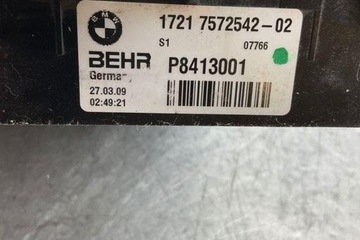 BMW
1721 7572542-02
S1 07766
BEHR P8413001
German
27.03.09
02:49:21